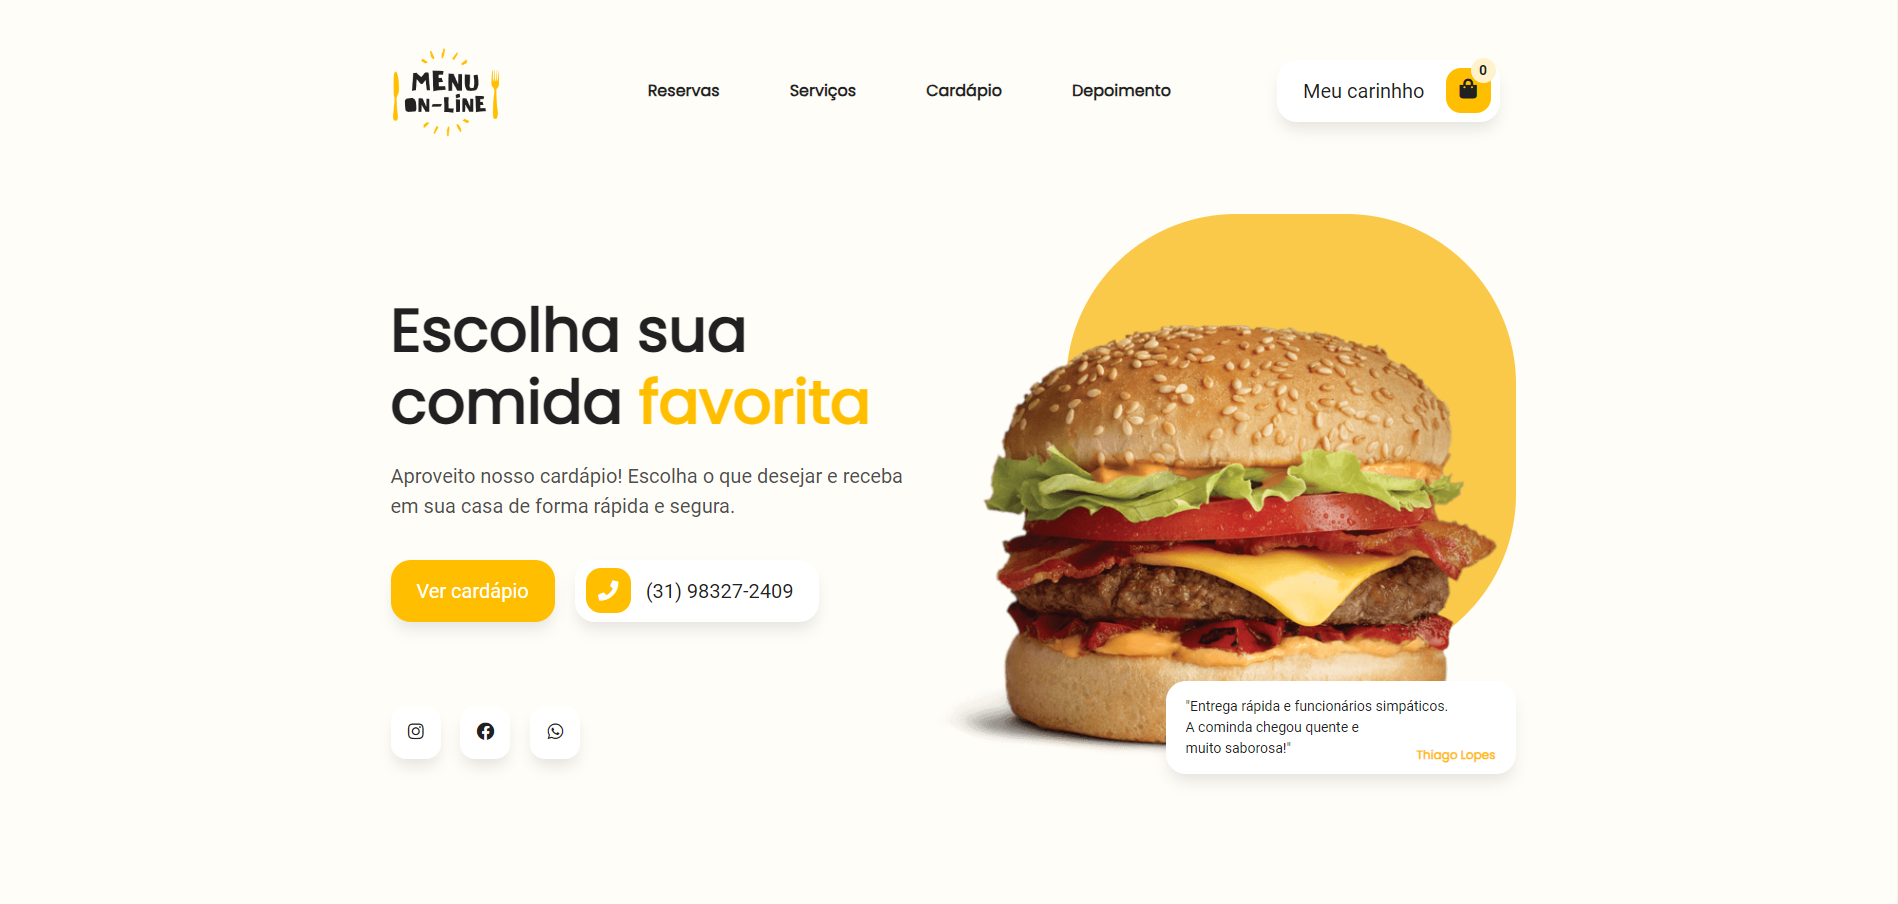 MENU
ON-LINE
Reservas
Serviços
Cardápio
Depoimento
Meu carinhho
0
Escolha sua
comida favorita
Aproveito nosso cardápio! Escolha o que desejar e receba
em sua casa de forma rápida e segura.
Ver cardápio
(31) 98327-2409
"Entrega rápida e funcionários simpáticos.
A cominda chegou quente e
muito saborosa!"
Thiago Lopes